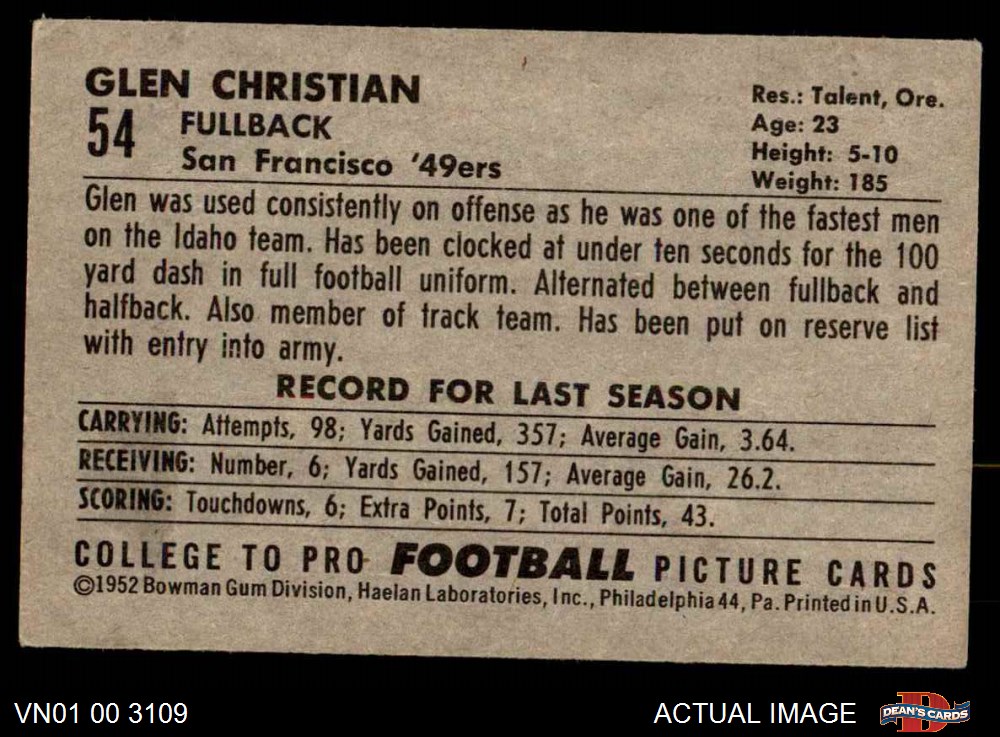 GLEN CHRISTIAN
54 FULLBACK
San Francisco '49ers
Res.: Talent, Ore.
Age: 23
Height: 5-10
Weight: 185
Glen was used consistently on offense as he was one of the fastest men
on the Idaho team. Has been clocked at under ten seconds for the 100
yard dash in full football uniform. Alternated between fullback and
halfback. Also member of track team. Has been put on reserve list
with entry into army.
RECORD FOR LAST SEASON
CARRYING: Attempts, 98; Yards Gained, 357; Average Gain, 3.64.
RECEIVING: Number, 6; Yards Gained, 157; Average Gain, 26.2.
SCORING: Touchdowns, 6; Extra Points, 7; Total Points, 43.
COLLEGE TO PRO FOOTBALL PICTURE CARDS
©1952 Bowman Gum Division, Haelan Laboratories, Inc., Philadelphia 44, Pa. Printed in U.S.A.
VN01 00 3109
ACTUAL IMAGE
D
DEAN'S CARDS